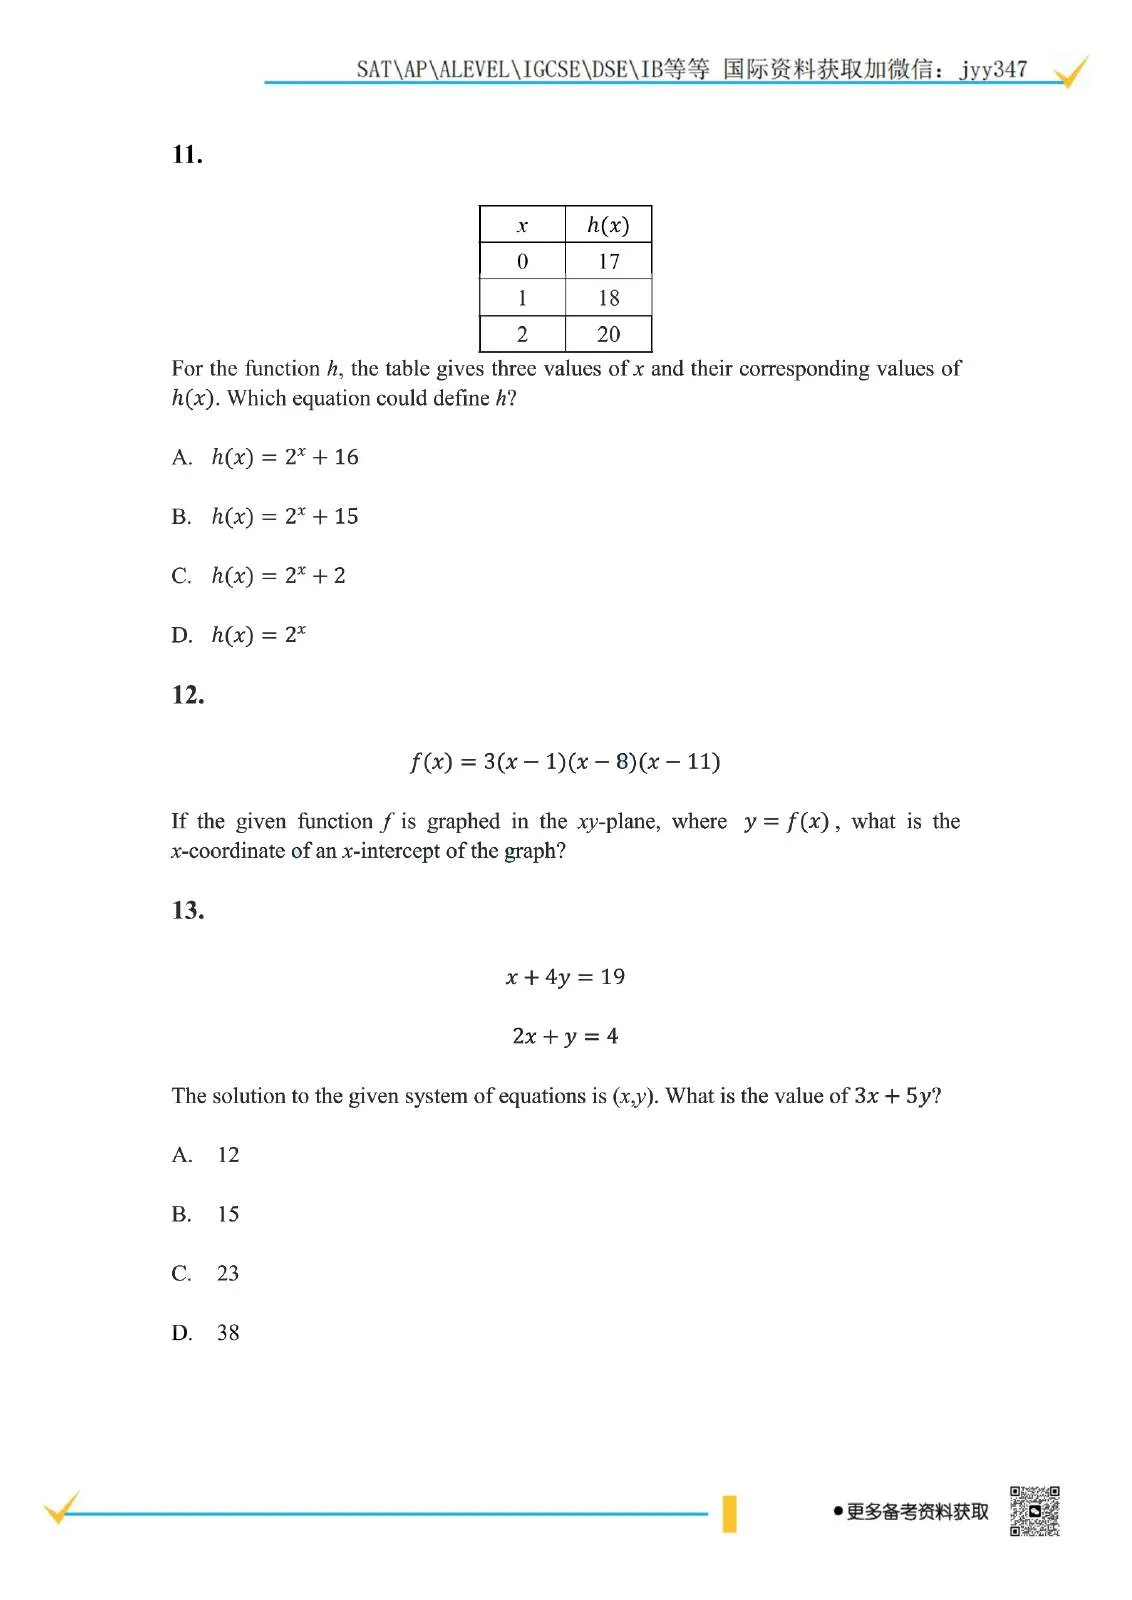 SAT\AP\ALEVEL\IGCSE\DSE\IB等等 国际资料获取加微信：jyy347
11.
x h(x)
0 17
1 18
2 20
For the function h, the table gives three values of x and their corresponding values of
h(x). Which equation could define h?
A. h(x) = 2^x + 16
B. h(x) = 2^x + 15
C. h(x) = 2^x + 2
D. h(x) = 2^x
12.
f(x) = 3(x − 1)(x − 8)(x − 11)
If the given function f is graphed in the xy-plane, where y = f(x), what is the
x-coordinate of an x-intercept of the graph?
13.
x + 4y = 19
2x + y = 4
The solution to the given system of equations is (x,y). What is the value of 3x + 5y?
A. 12
B. 15
C. 23
D. 38
●更多备考资料获取